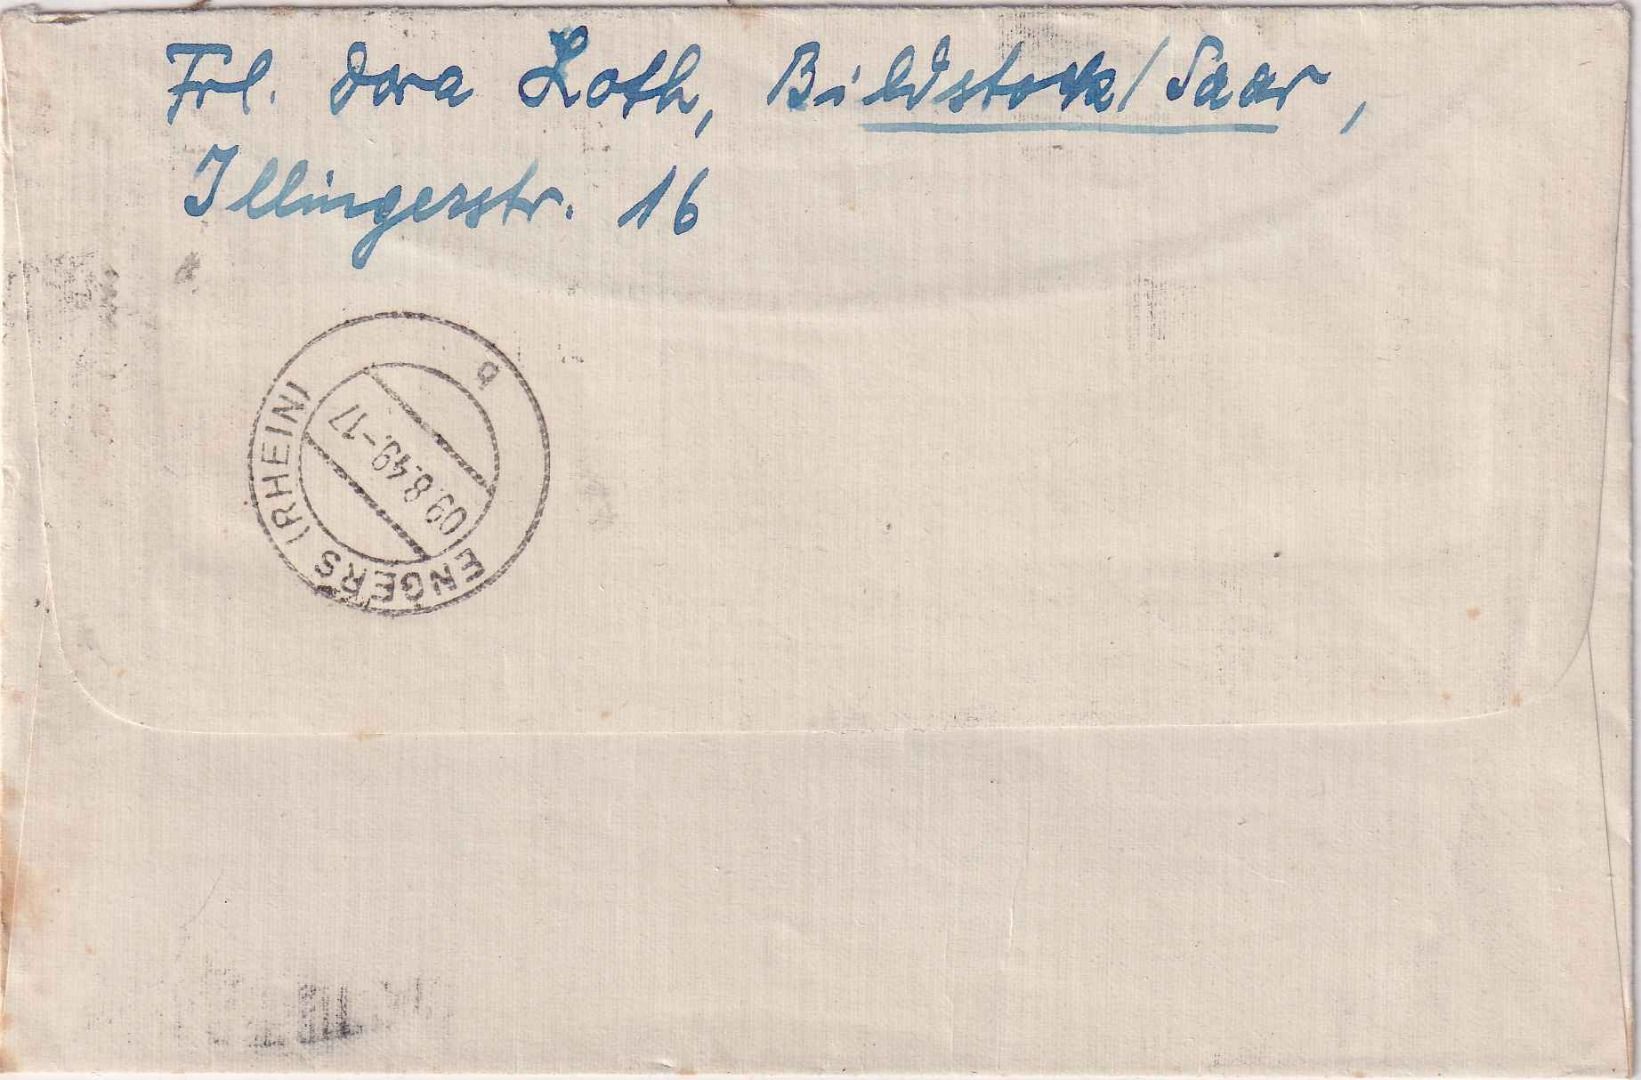 Frl. Dora Loth, Bildstock/Saar,
Illingerstr. 16
ENGERS (RHEIN)
09.8.49.-17
a